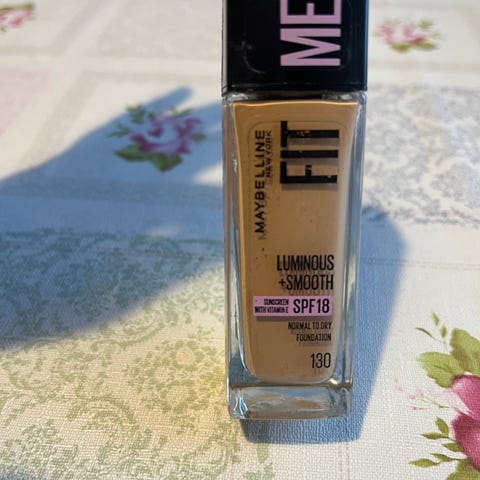 ME
FIT
MAYBELLINE
NEW YORK
LUMINOUS
+SMOOTH
SUNSCREEN
WITH VITAMIN E
SPF18
NORMAL TO DRY
FOUNDATION
130